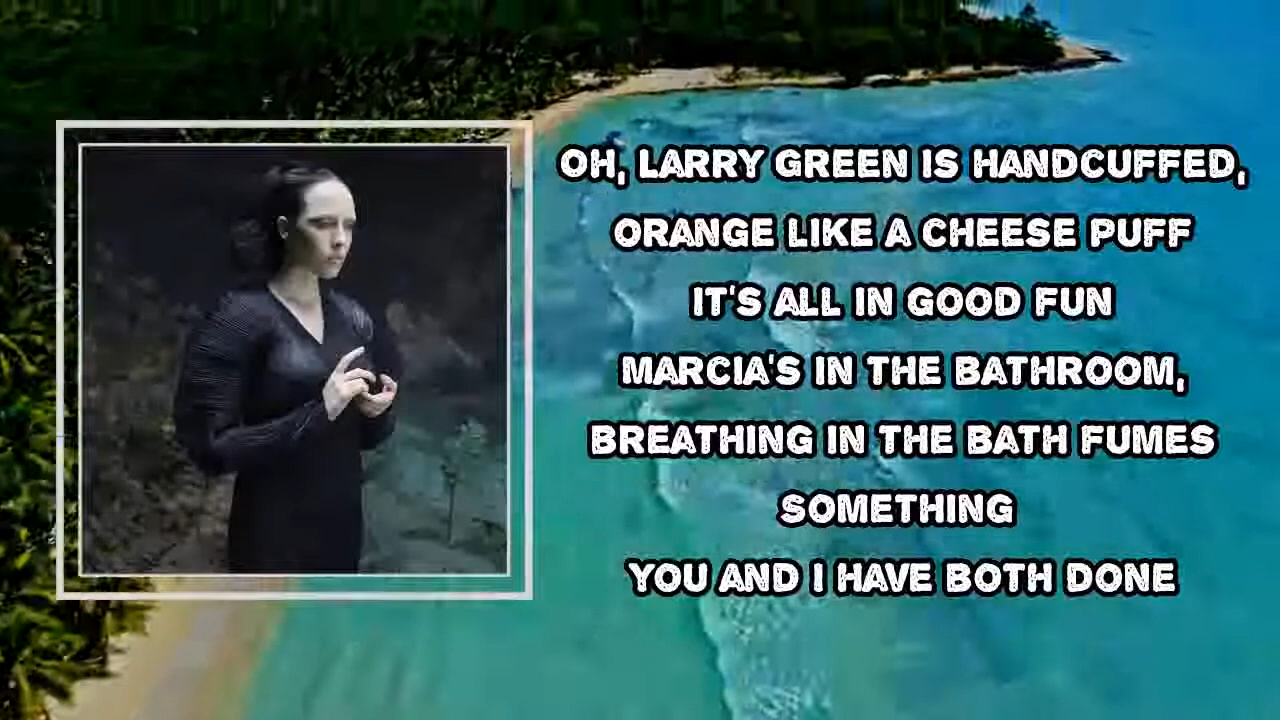 OH, LARRY GREEN IS HANDCUFFED,
ORANGE LIKE A CHEESE PUFF
IT'S ALL IN GOOD FUN
MARCIA'S IN THE BATHROOM,
BREATHING IN THE BATH FUMES
SOMETHING
YOU AND I HAVE BOTH DONE